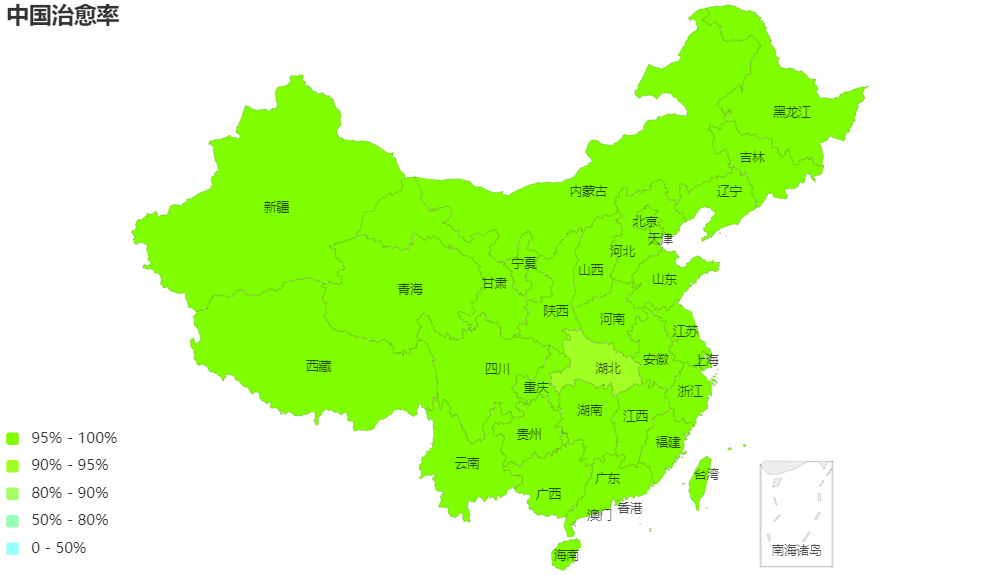 中国治愈率
黑龙江
吉林
辽宁
内蒙古
新疆
北京
天津
河北
宁夏
山西
甘肃
山东
青海
陕西
河南
江苏
西藏
四川
湖北
安徽
上海
重庆
浙江
湖南
江西
贵州
福建
云南
广东
台湾
广西
香港
澳门
海南
南海诸岛
95% - 100%
90% - 95%
80% - 90%
50% - 80%
0 - 50%